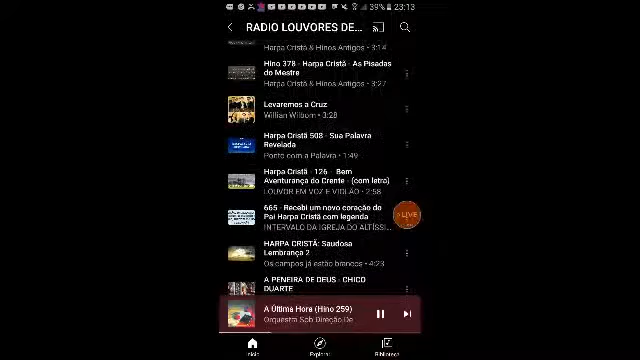 39% 23:13
RADIO LOUVORES DE...
Harpa Cristã & Hinos Antigos • 3:14
Hino 378 - Harpa Cristã - As Pisadas
do Mestre
Harpa Cristã & Hinos Antigos • 3:27
Levaremos a Cruz
Willian Wilbom • 3:28
Harpa Cristã 508 - Sua Palavra
Revelada
Ponto com a Palavra • 1:49
Harpa Cristã - 126 - Bem
Aventurança do Crente - (com letra)
LOUVOR EM VOZ E VIOLÃO • 2:58
665 - Recebi um novo coração do
Pai Harpa Cristã com legenda
INTERVALO DA IGREJA DO ALTÍSSI...
LIVE
HARPA CRISTÃ: Saudosa
Lembrança 2
Os campos já estão brancos • 4:23
A PENEIRA DE DEUS - CHICO
DUARTE
A Última Hora (Hino 259)
Orquestra Sob Direção De
Início
Explorar
Biblioteca